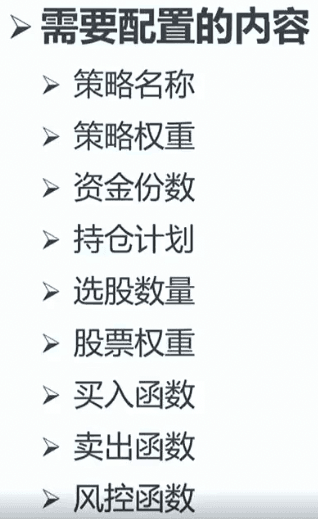 需要配置的内容
策略名称
策略权重
资金份数
持仓计划
选股数量
股票权重
买入函数
卖出函数
风控函数